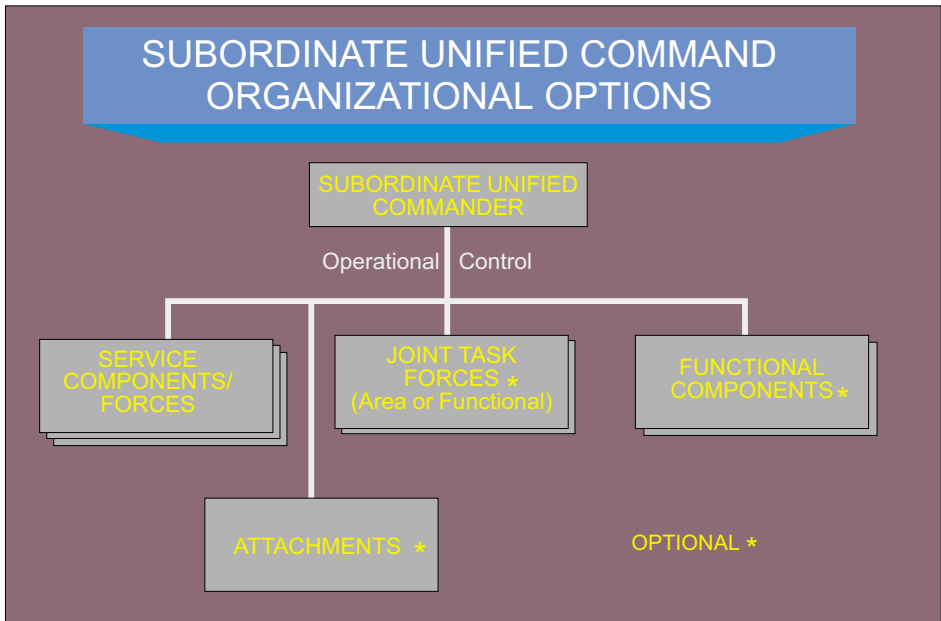 SUBORDINATE UNIFIED COMMAND
ORGANIZATIONAL OPTIONS
SUBORDINATE UNIFIED
COMMANDER
Operational Control
SERVICE
COMPONENTS/
FORCES
JOINT TASK
FORCES *
(Area or Functional)
FUNCTIONAL
COMPONENTS *
ATTACHMENTS *
OPTIONAL *